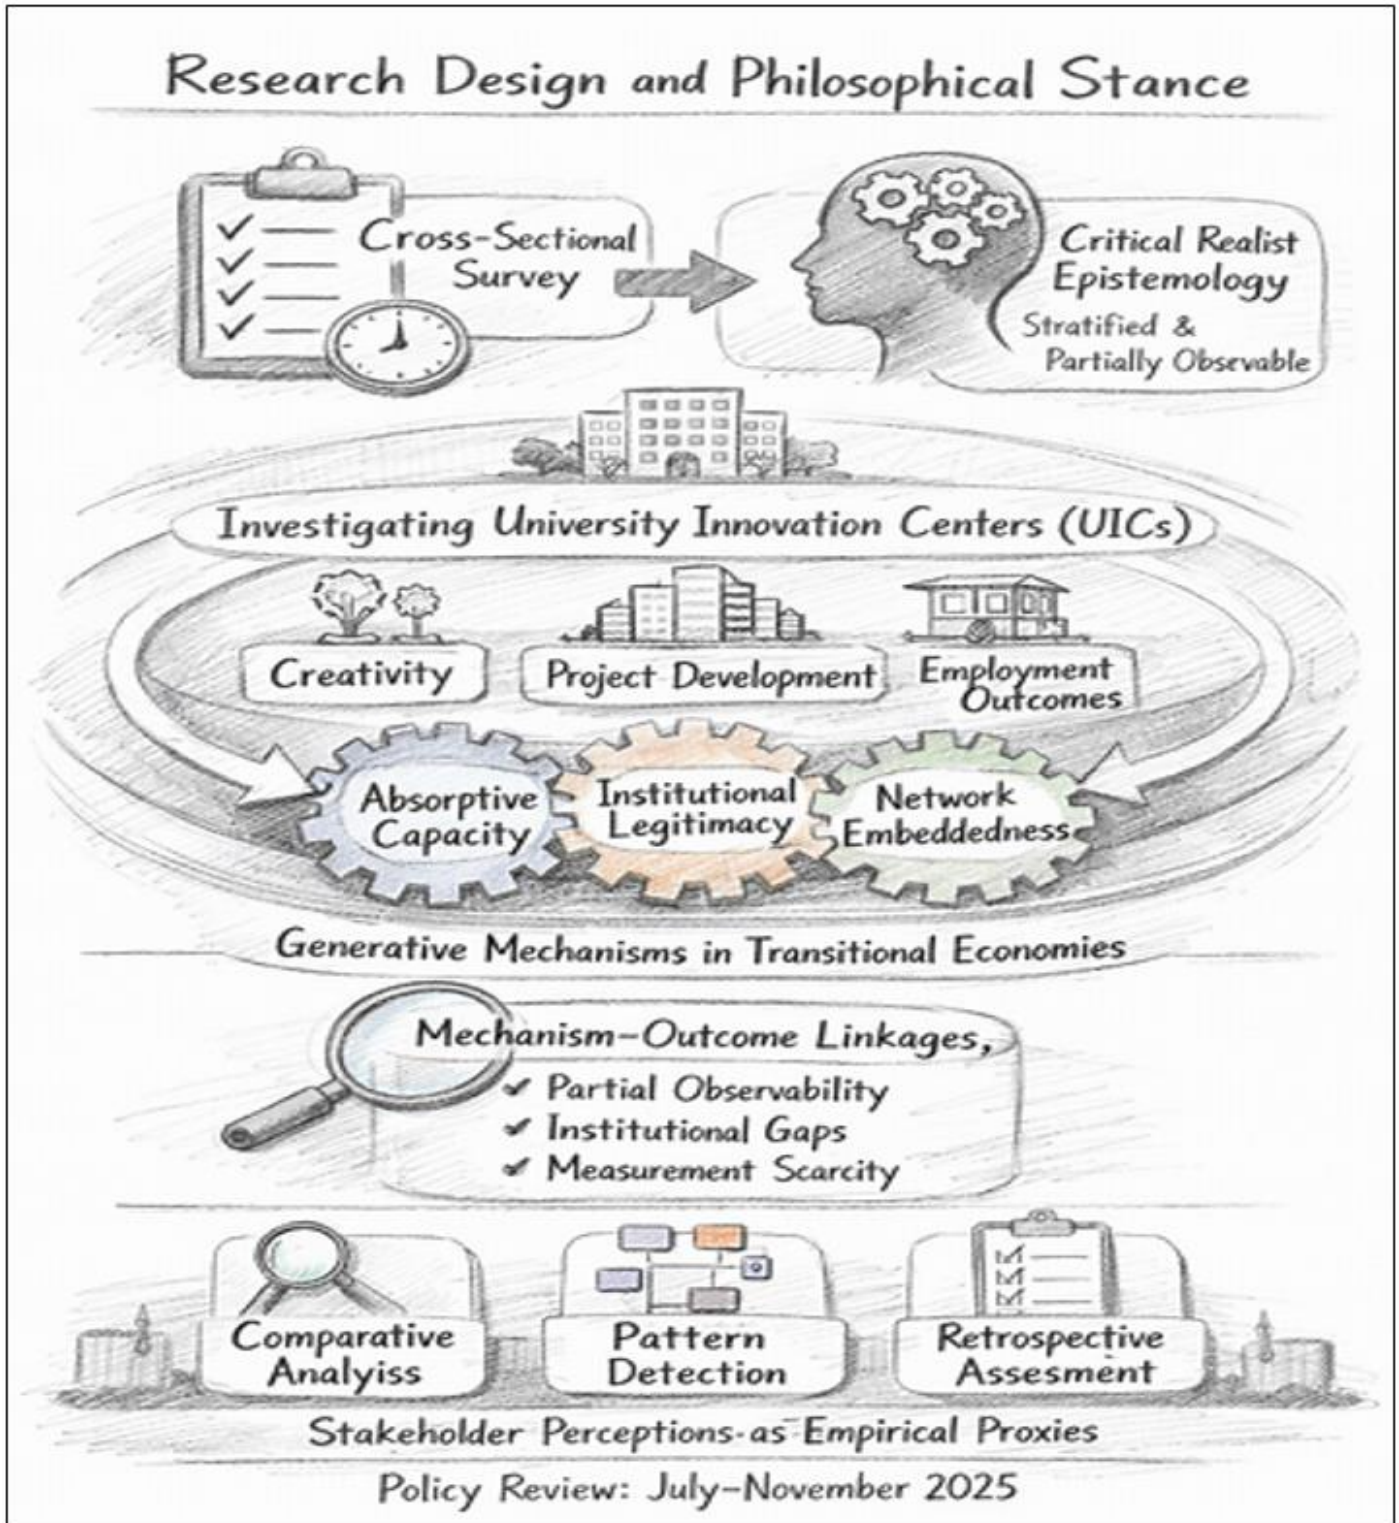 Research Design and Philosophical Stance
Cross-Sectional
Survey
Critical Realist
Epistemology
Stratified &
Partially Obsrvable
Investigating University Innovation Centers (UICs)
Creativity
Project Development
Employment
Outcomes
Absorptive
Capacity
Institutional
Legitimacy
Network
Embeddedness
Generative Mechanisms in Transitional Economies
Mechanism-Outcome Linkages,
✓ Partial Observability
✓ Institutional Gaps
✓ Measurement Scarcity
Comparative
Analyiss
Pattern
Detection
Retrospective
Assesment
Stakeholder Perceptions-as-Empirical Proxies
Policy Review: July–November 2025